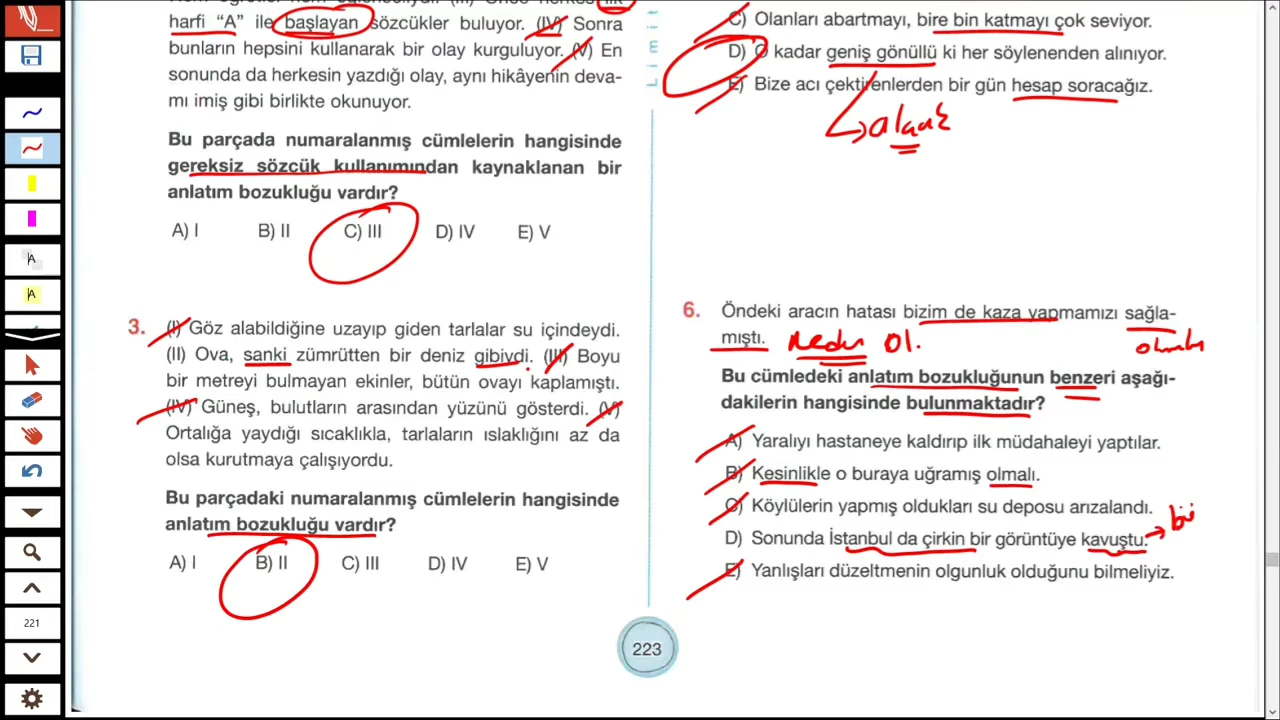 harfi “A” ile başlayan sözcükler buluyor. (IV) Sonra
bunların hepsini kullanarak bir olay kurguluyor. (V) En
sonunda da herkesin yazdığı olay, aynı hikâyenin deva-
mı imiş gibi birlikte okunuyor.
Bu parçada numaralanmış cümlelerin hangisinde
gereksiz sözcük kullanımından kaynaklanan bir
anlatım bozukluğu vardır?
A) I B) II C) III D) IV E) V
3. (I) Göz alabildiğine uzayıp giden tarlalar su içindeydi.
(II) Ova, sanki zümrütten bir deniz gibiydi. (III) Boyu
bir metreyi bulmayan ekinler, bütün ovayı kaplamıştı.
(IV) Güneş, bulutların arasından yüzünü gösterdi. (V)
Ortalığa yaydığı sıcaklıkla, tarlaların ıslaklığını az da
olsa kurutmaya çalışıyordu.
Bu parçadaki numaralanmış cümlelerin hangisinde
anlatım bozukluğu vardır?
A) I B) II C) III D) IV E) V
C) Olanları abartmayı, bire bin katmayı çok seviyor.
D) O kadar geniş gönüllü ki her söylenenden alınıyor.
E) Bize acı çektirenlerden bir gün hesap soracağız.
6. Öndeki aracın hatası bizim de kaza yapmamızı sağla-
mıştı. neden ol.
Bu cümledeki anlatım bozukluğunun benzeri aşağı-
dakilerin hangisinde bulunmaktadır?
A) Yaralıyı hastaneye kaldırıp ilk müdahaleyi yaptılar.
B) Kesinlikle o buraya uğramış olmalı.
C) Köylülerin yapmış oldukları su deposu arızalandı.
D) Sonunda İstanbul da çirkin bir görüntüye kavuştu.
E) Yanlışları düzeltmenin olgunluk olduğunu bilmeliyiz.
223
221